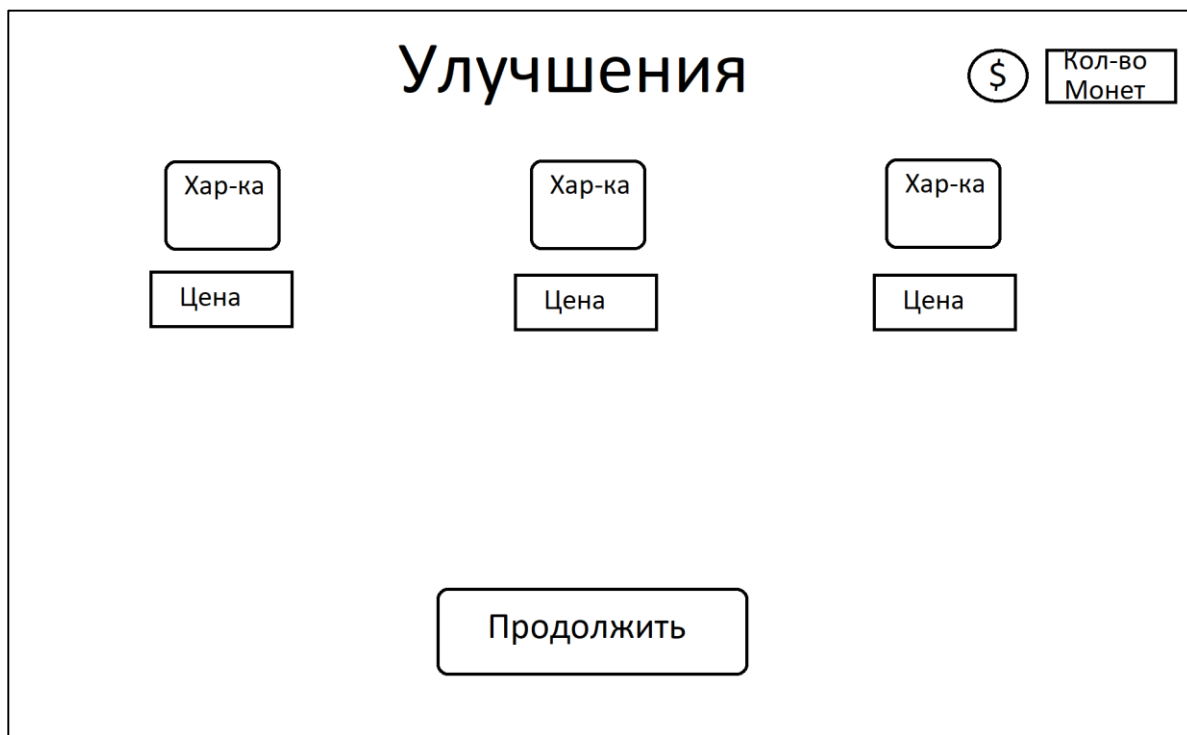 Улучшения
$
Кол-во
Монет
Хар-ка
Хар-ка
Хар-ка
Цена
Цена
Цена
Продолжить